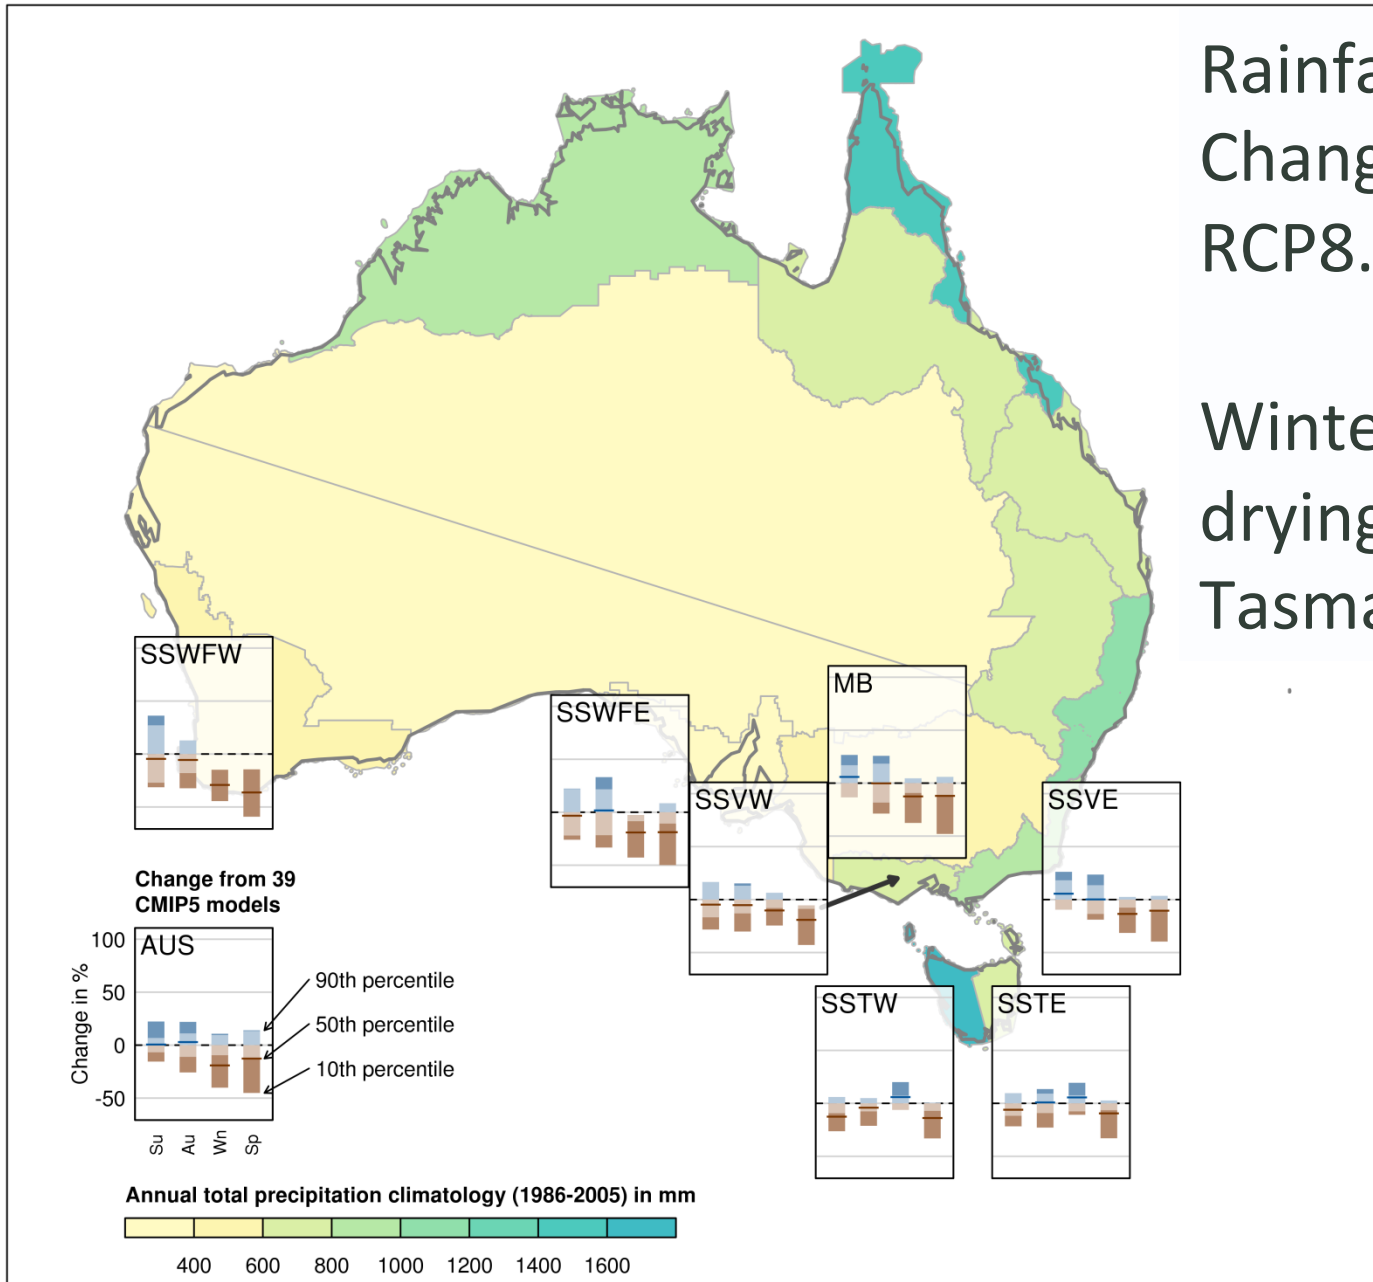 Rainfa
Chang
RCP8.
Winte
drying
Tasma
SSWFW
SSWFE
MB
SSVW
SSVE
SSTW
SSTE
Change from 39
CMIP5 models
AUS
Change in %
100
50
0
-50
90th percentile
50th percentile
10th percentile
Su Au Wn Sp
Annual total precipitation climatology (1986-2005) in mm
400 600 800 1000 1200 1400 1600